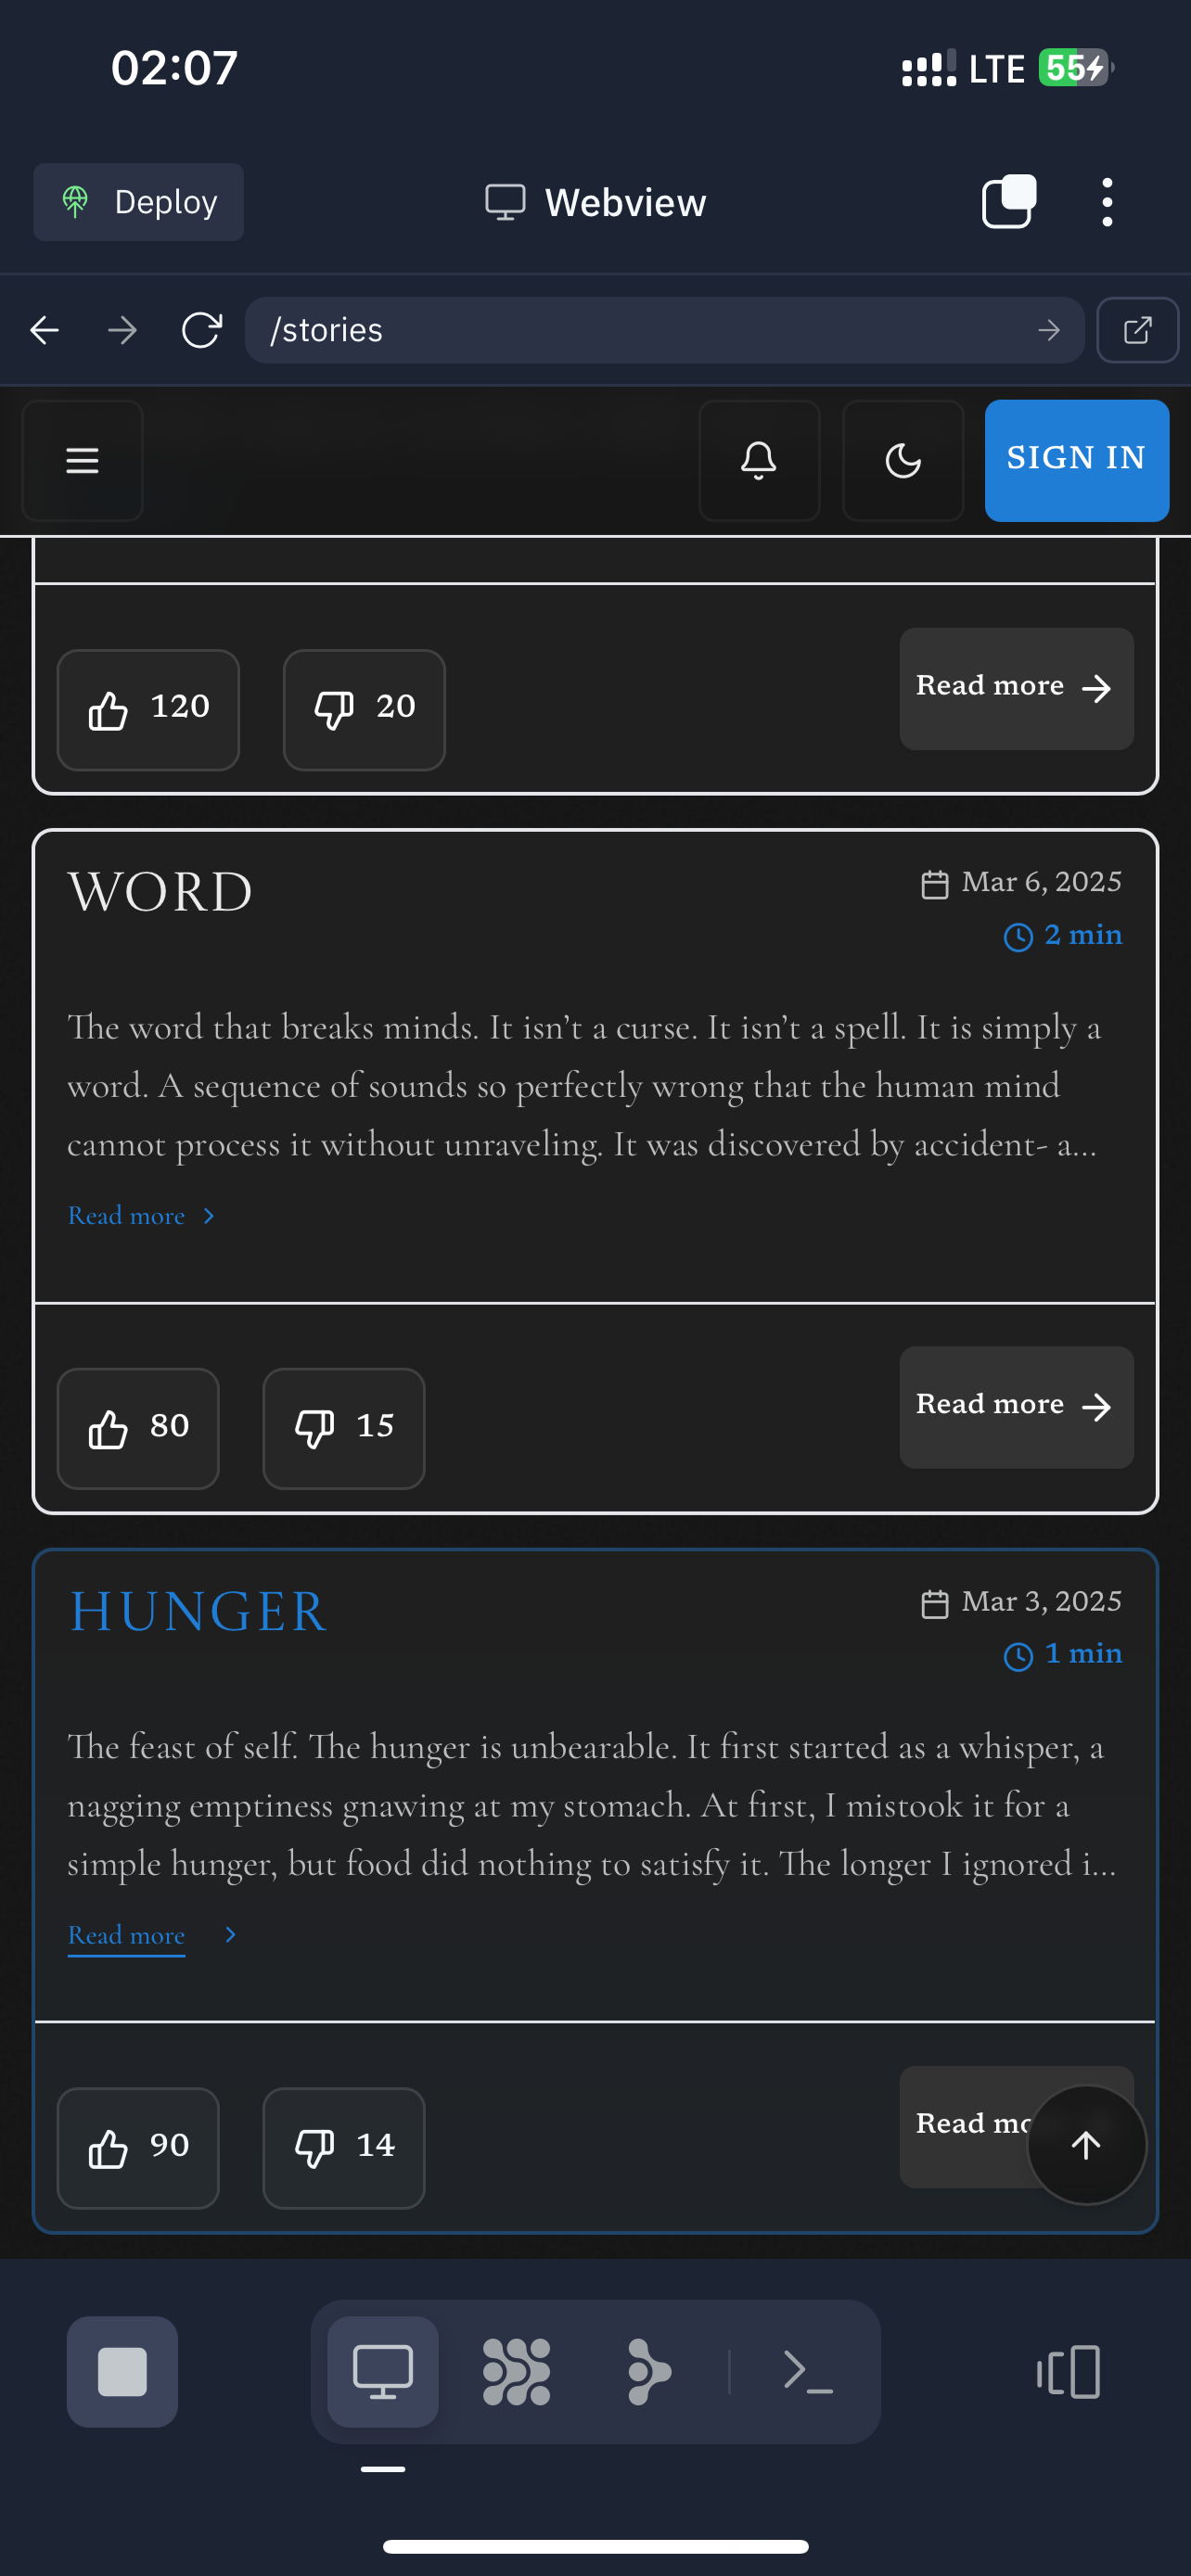 02:07
LTE 55
Deploy
Webview
/stories
SIGN IN
120
20
Read more
WORD
Mar 6, 2025
2 min
The word that breaks minds. It isn’t a curse. It isn’t a spell. It is simply a
word. A sequence of sounds so perfectly wrong that the human mind
cannot process it without unraveling. It was discovered by accident- a...
Read more
80
15
Read more
HUNGER
Mar 3, 2025
1 min
The feast of self. The hunger is unbearable. It first started as a whisper, a
nagging emptiness gnawing at my stomach. At first, I mistook it for a
simple hunger, but food did nothing to satisfy it. The longer I ignored i...
Read more
90
14
Read mo